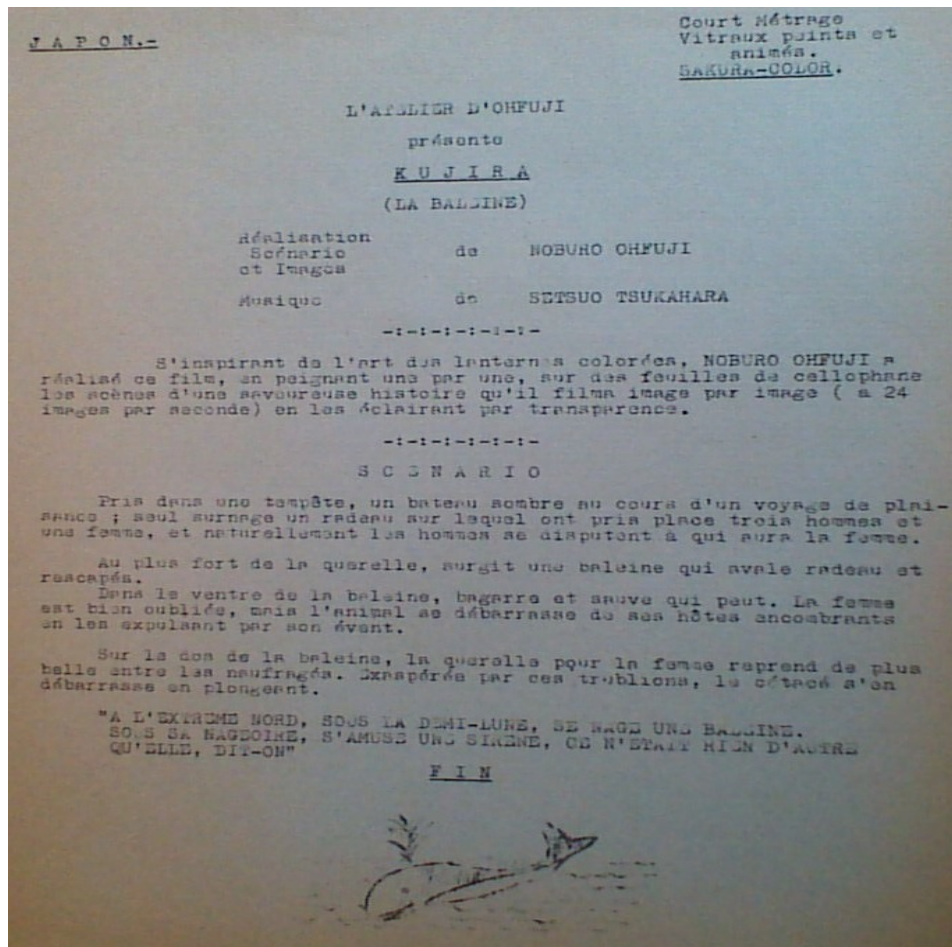 J A P O N.-
Court Métrage
Vitraux peints et
animés.
SAKURA-COLOR.
L'ATELIER D'OHFUJI
présente
K U J I R A
(LA BALEINE)
Réalisation
Scénario de NOBURO OHFUJI
et Images
Musique de SETSUO TSUKAHARA
-:-:-:-:-:-:-
S'inspirant de l'art des lanternes colorées, NOBURO OHFUJI a
réalisé ce film, en peignant une par une, sur des feuilles de cellophane
les scènes d'une savoureuse histoire qu'il filma image par image ( à 24
images par seconde) en les éclairant par transparence.
-:-:-:-:-:-:-
S C E N A R I O
Pris dans une tempête, un bateau sombre au cours d'un voyage de plai-
sance ; seul surnage un radeau sur lequel ont pris place trois hommes et
une femme, et naturellement les hommes se disputent à qui aura la femme.
Au plus fort de la querelle, surgit une baleine qui avale radeau et
rescapés.
Dans le ventre de la baleine, bagarre et sauve qui peut. La femme
est bien oubliée, mais l'animal se débarrasse de ses hôtes encombrants
en les expulsant par son évent.
Sur le dos de la baleine, la querelle pour la femme reprend de plus
belle entre les naufragés. Exaspérée par ces trublions, le cétacé s'en
débarrasse en plongeant.
"A L'EXTREME NORD, SOUS LA DEMI-LUNE, SE NAGE UNE BALEINE.
SOUS SA NAGEOIRE, S'AMUSE UNE SIRENE, CE N'ETAIT RIEN D'AUTRE
QU'ELLE, DIT-ON"
F I N